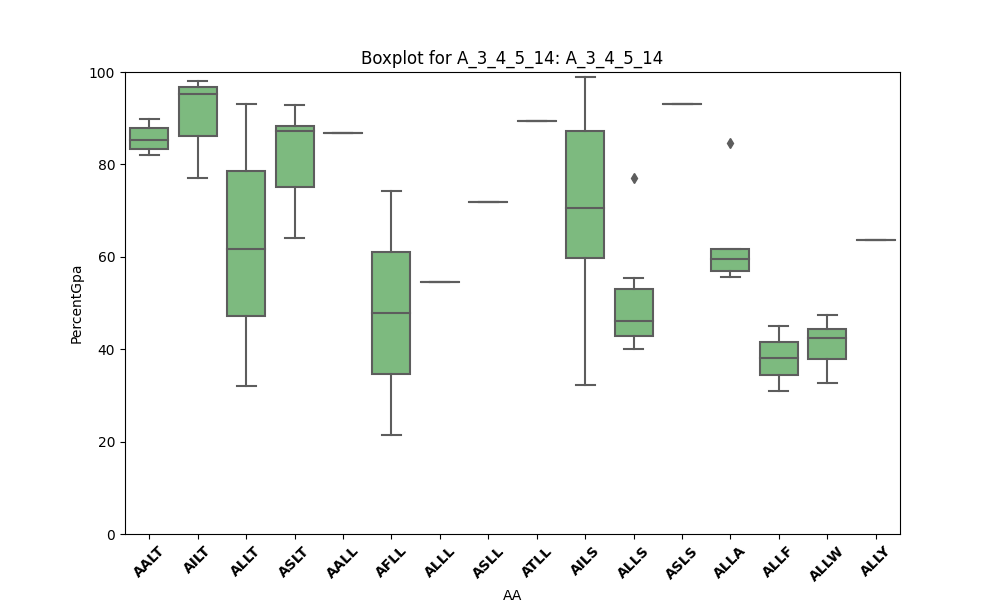 Boxplot for A_3_4_5_14: A_3_4_5_14
100
80
60
40
20
0
PercentGpa
AALT AILT ALLT ASLT AALL AFLL ALLL ASLL ATLL AILS ALLS ASLS ALLA ALLF ALLW ALLY
AA